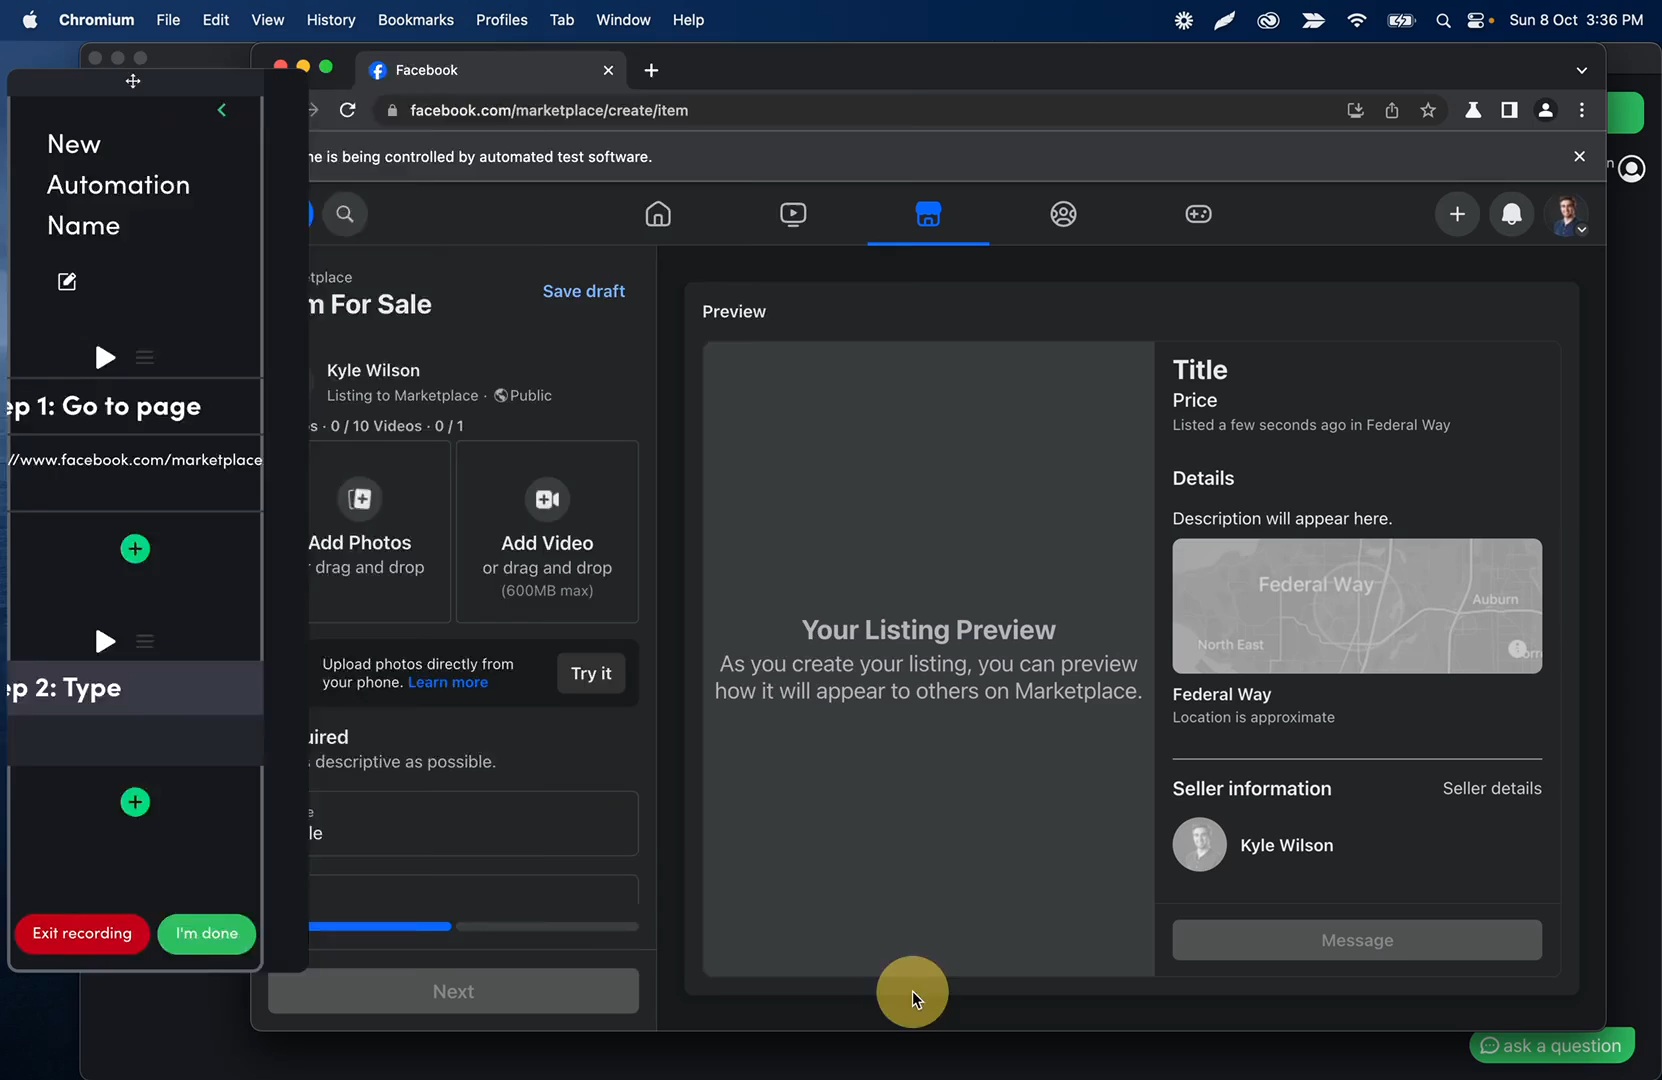 Chromium File Edit View History Bookmarks Profiles Tab Window Help
Sun 8 Oct 3:36 PM
Facebook
facebook.com/marketplace/create/item
ne is being controlled by automated test software.
New
Automation
Name
ep 1: Go to page
//www.facebook.com/marketplace
ep 2: Type
Exit recording
I'm done
tplace
m For Sale
Save draft
Kyle Wilson
Listing to Marketplace · Public
s · 0 / 10 Videos · 0 / 1
Add Photos
r drag and drop
Add Video
or drag and drop
(600MB max)
Upload photos directly from
your phone. Learn more
Try it
uired
s descriptive as possible.
e
le
Next
Preview
Your Listing Preview
As you create your listing, you can preview
how it will appear to others on Marketplace.
Title
Price
Listed a few seconds ago in Federal Way
Details
Description will appear here.
Federal Way
Auburn
North East
Federal Way
Location is approximate
Seller information
Seller details
Kyle Wilson
Message
ask a question